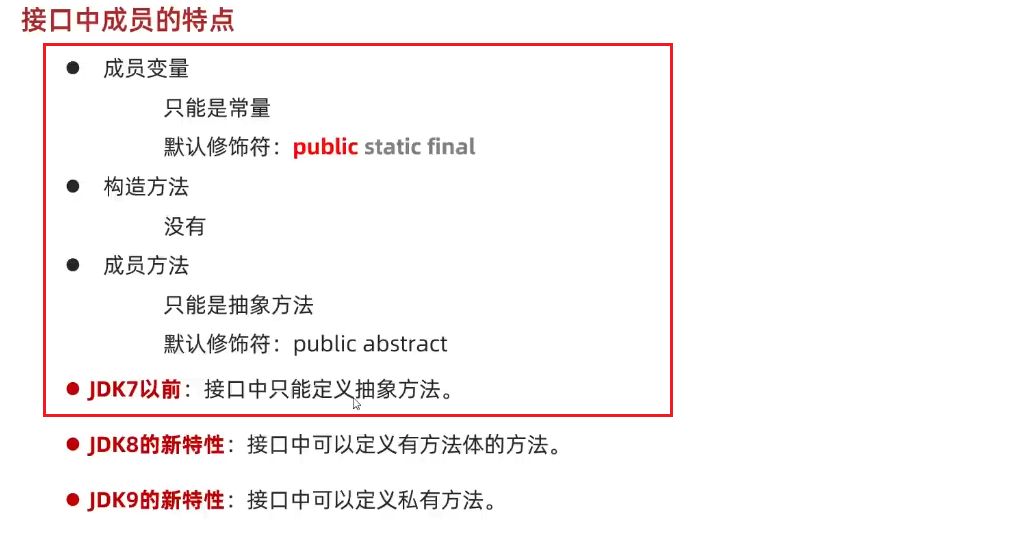 接口中成员的特点
● 成员变量
只能是常量
默认修饰符：public static final
● 构造方法
没有
● 成员方法
只能是抽象方法
默认修饰符：public abstract
● JDK7以前：接口中只能定义抽象方法。
● JDK8的新特性：接口中可以定义有方法体的方法。
● JDK9的新特性：接口中可以定义私有方法。